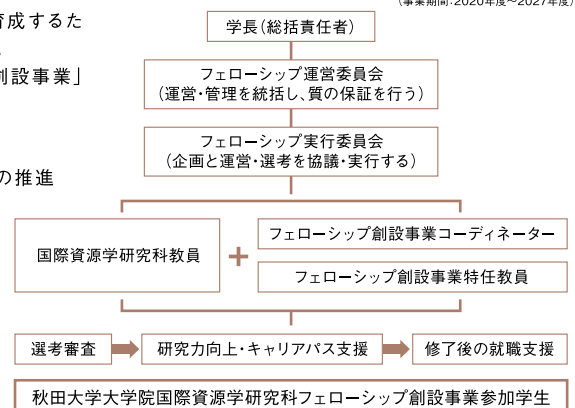 (事業期間:2020年度〜2027年度)
育成するた
創設事業」
の推進
学長(総括責任者)
フェローシップ運営委員会
(運営・管理を統括し、質の保証を行う)
フェローシップ実行委員会
(企画と運営・選考を協議・実行する)
国際資源学研究科教員
+
フェローシップ創設事業コーディネーター
フェローシップ創設事業特任教員
選考審査
研究力向上・キャリアパス支援
修了後の就職支援
秋田大学大学院国際資源学研究科フェローシップ創設事業参加学生